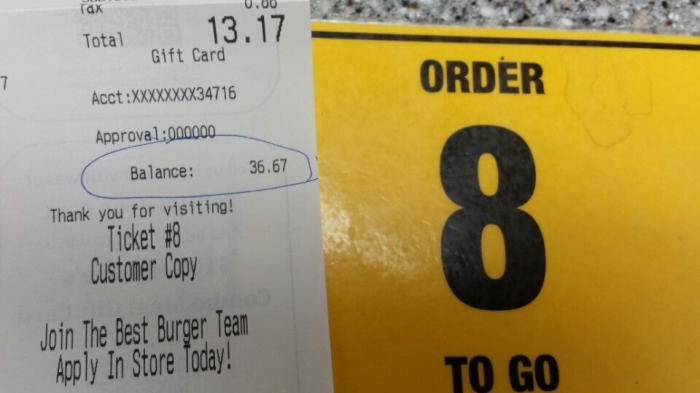 Tax 0.86
Total 13.17
Gift Card
7
Acct:XXXXXXXX34716
Approval:000000
Balance: 36.67
Thank you for visiting!
Ticket #8
Customer Copy
Join The Best Burger Team
Apply In Store Today!
ORDER
8
TO GO